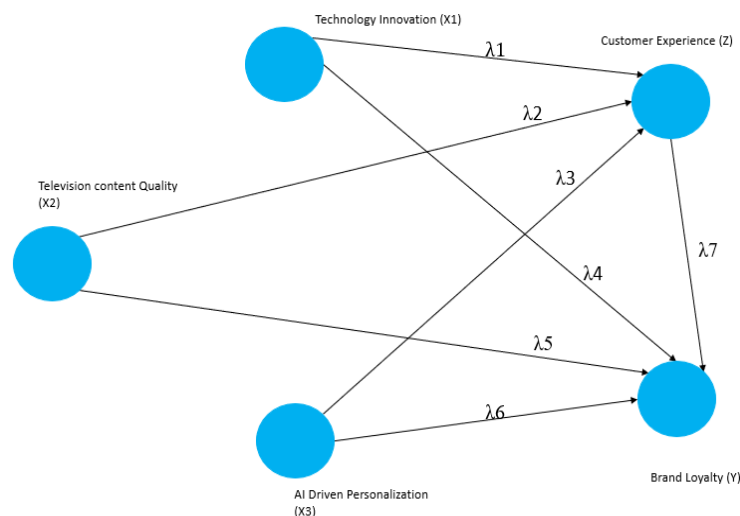 Technology Innovation (X1)
Customer Experience (Z)
λ1
λ2
λ3
Television content Quality
(X2)
λ4
λ7
λ5
λ6
Brand Loyalty (Y)
AI Driven Personalization
(X3)